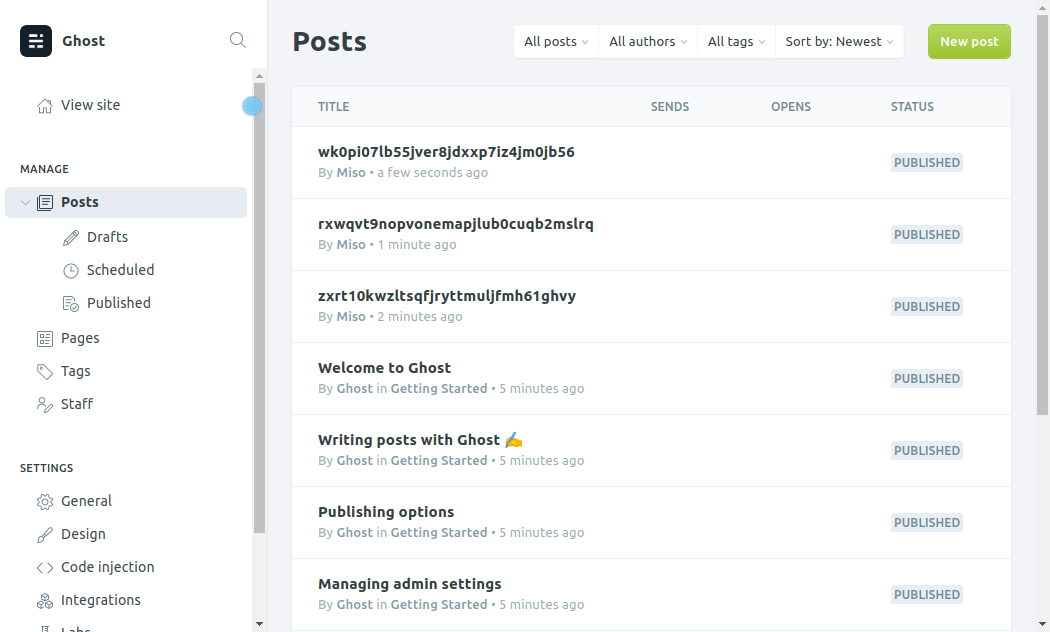 Ghost
View site
MANAGE
Posts
Drafts
Scheduled
Published
Pages
Tags
Staff
SETTINGS
General
Design
Code injection
Integrations
Labs
Posts
All posts All authors All tags Sort by: Newest New post
TITLE SENDS OPENS STATUS
wk0pi07lb55jver8jdxxp7iz4jm0jb56
By Miso • a few seconds ago
PUBLISHED
rxwqvt9nopvonemapjlub0cuqb2mslrq
By Miso • 1 minute ago
PUBLISHED
zxrt10kwzltsqfjryttmuljfmh61ghvy
By Miso • 2 minutes ago
PUBLISHED
Welcome to Ghost
By Ghost in Getting Started • 5 minutes ago
PUBLISHED
Writing posts with Ghost ✍️
By Ghost in Getting Started • 5 minutes ago
PUBLISHED
Publishing options
By Ghost in Getting Started • 5 minutes ago
PUBLISHED
Managing admin settings
By Ghost in Getting Started • 5 minutes ago
PUBLISHED